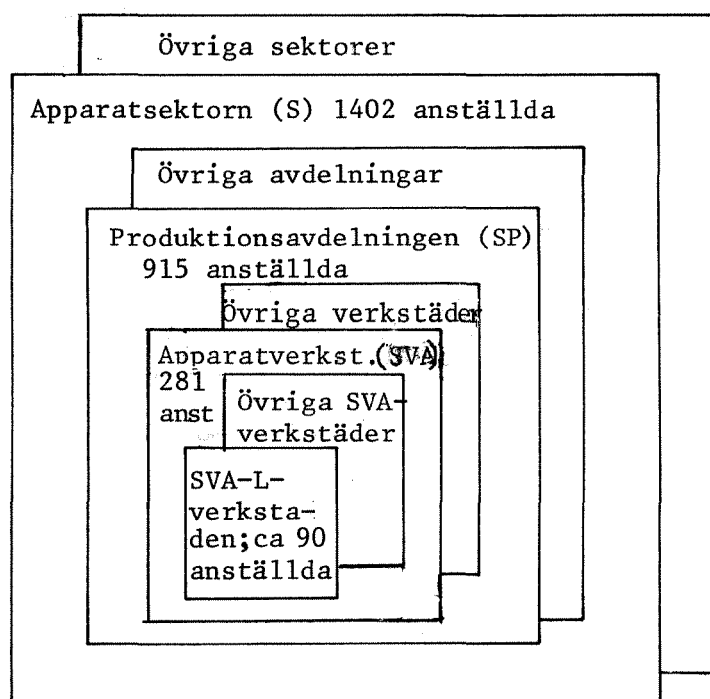 Övriga sektorer
Apparatsektorn (S) 1402 anställda
Övriga avdelningar
Produktionsavdelningen (SP)
915 anställda
Övriga verkstäder
Apparatverkst.(SVA)
281
anst
Övriga SVA-
verkstäder
SVA-L-
verksta-
den;ca 90
anställda